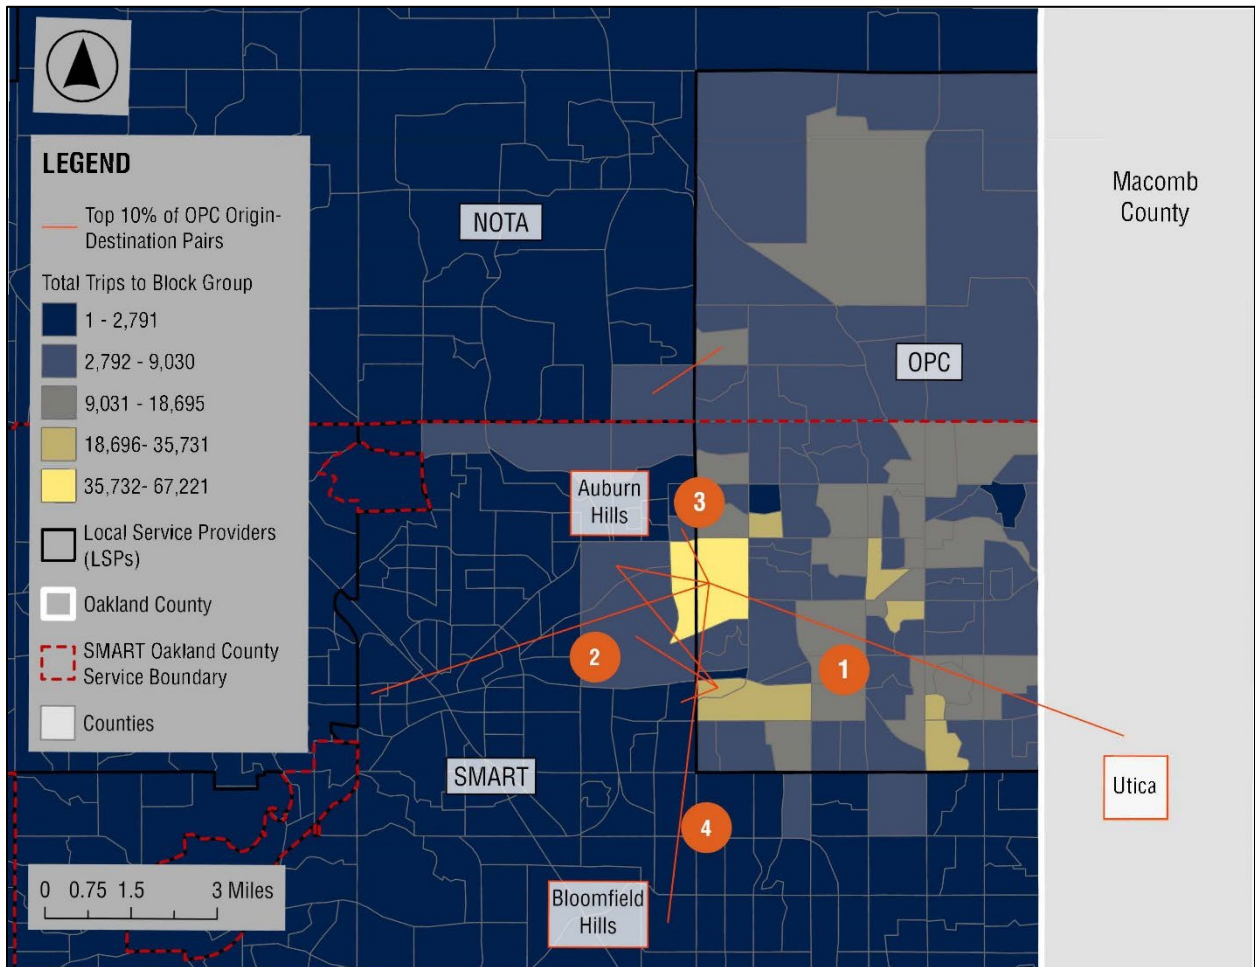 LEGEND
Top 10% of OPC Origin-
Destination Pairs
Total Trips to Block Group
1 - 2,791
2,792 - 9,030
9,031 - 18,695
18,696- 35,731
35,732- 67,221
Local Service Providers
(LSPs)
Oakland County
SMART Oakland County
Service Boundary
Counties
0 0.75 1.5 3 Miles
NOTA
OPC
Macomb
County
Auburn
Hills
3
2
1
SMART
Utica
4
Bloomfield
Hills